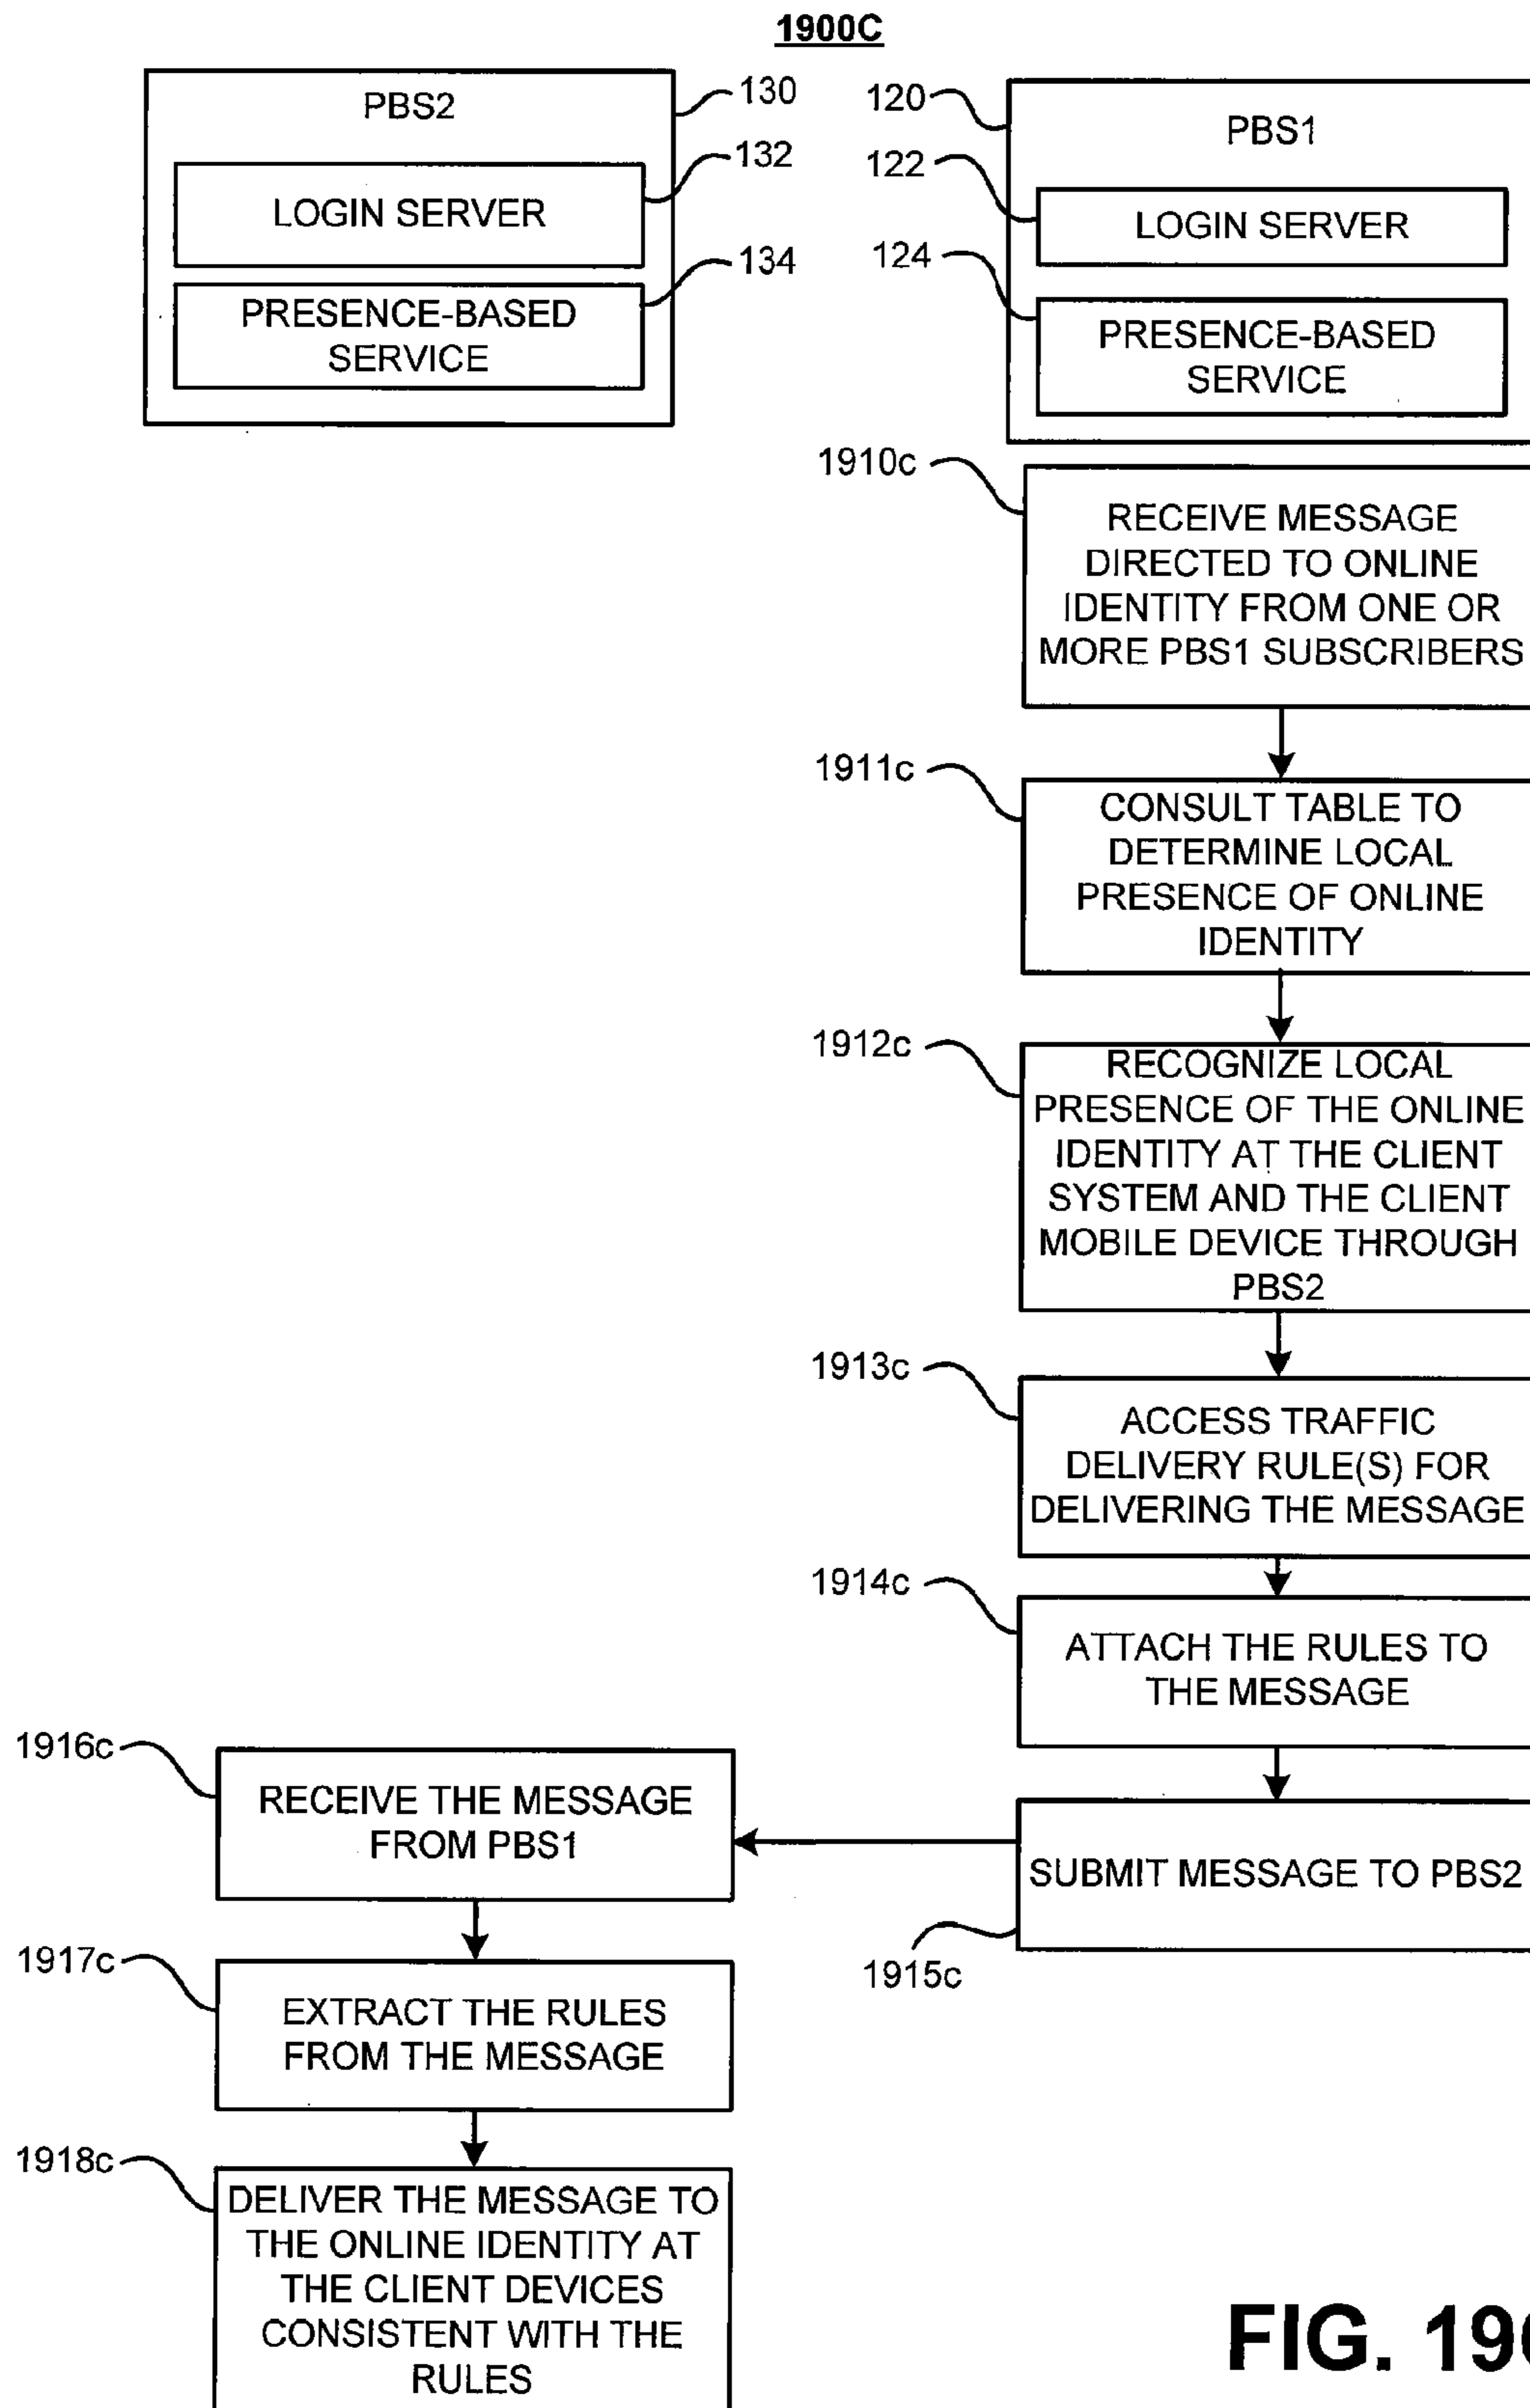 1900C
PBS2
130
LOGIN SERVER
132
PRESENCE-BASED
SERVICE
134
120
PBS1
122
LOGIN SERVER
124
PRESENCE-BASED
SERVICE
1910c
RECEIVE MESSAGE
DIRECTED TO ONLINE
IDENTITY FROM ONE OR
MORE PBS1 SUBSCRIBERS
1911c
CONSULT TABLE TO
DETERMINE LOCAL
PRESENCE OF ONLINE
IDENTITY
1912c
RECOGNIZE LOCAL
PRESENCE OF THE ONLINE
IDENTITY AT THE CLIENT
SYSTEM AND THE CLIENT
MOBILE DEVICE THROUGH
PBS2
1913c
ACCESS TRAFFIC
DELIVERY RULE(S) FOR
DELIVERING THE MESSAGE
1914c
ATTACH THE RULES TO
THE MESSAGE
SUBMIT MESSAGE TO PBS2
1915c
1916c
RECEIVE THE MESSAGE
FROM PBS1
1917c
EXTRACT THE RULES
FROM THE MESSAGE
1918c
DELIVER THE MESSAGE TO
THE ONLINE IDENTITY AT
THE CLIENT DEVICES
CONSISTENT WITH THE
RULES
FIG. 19C